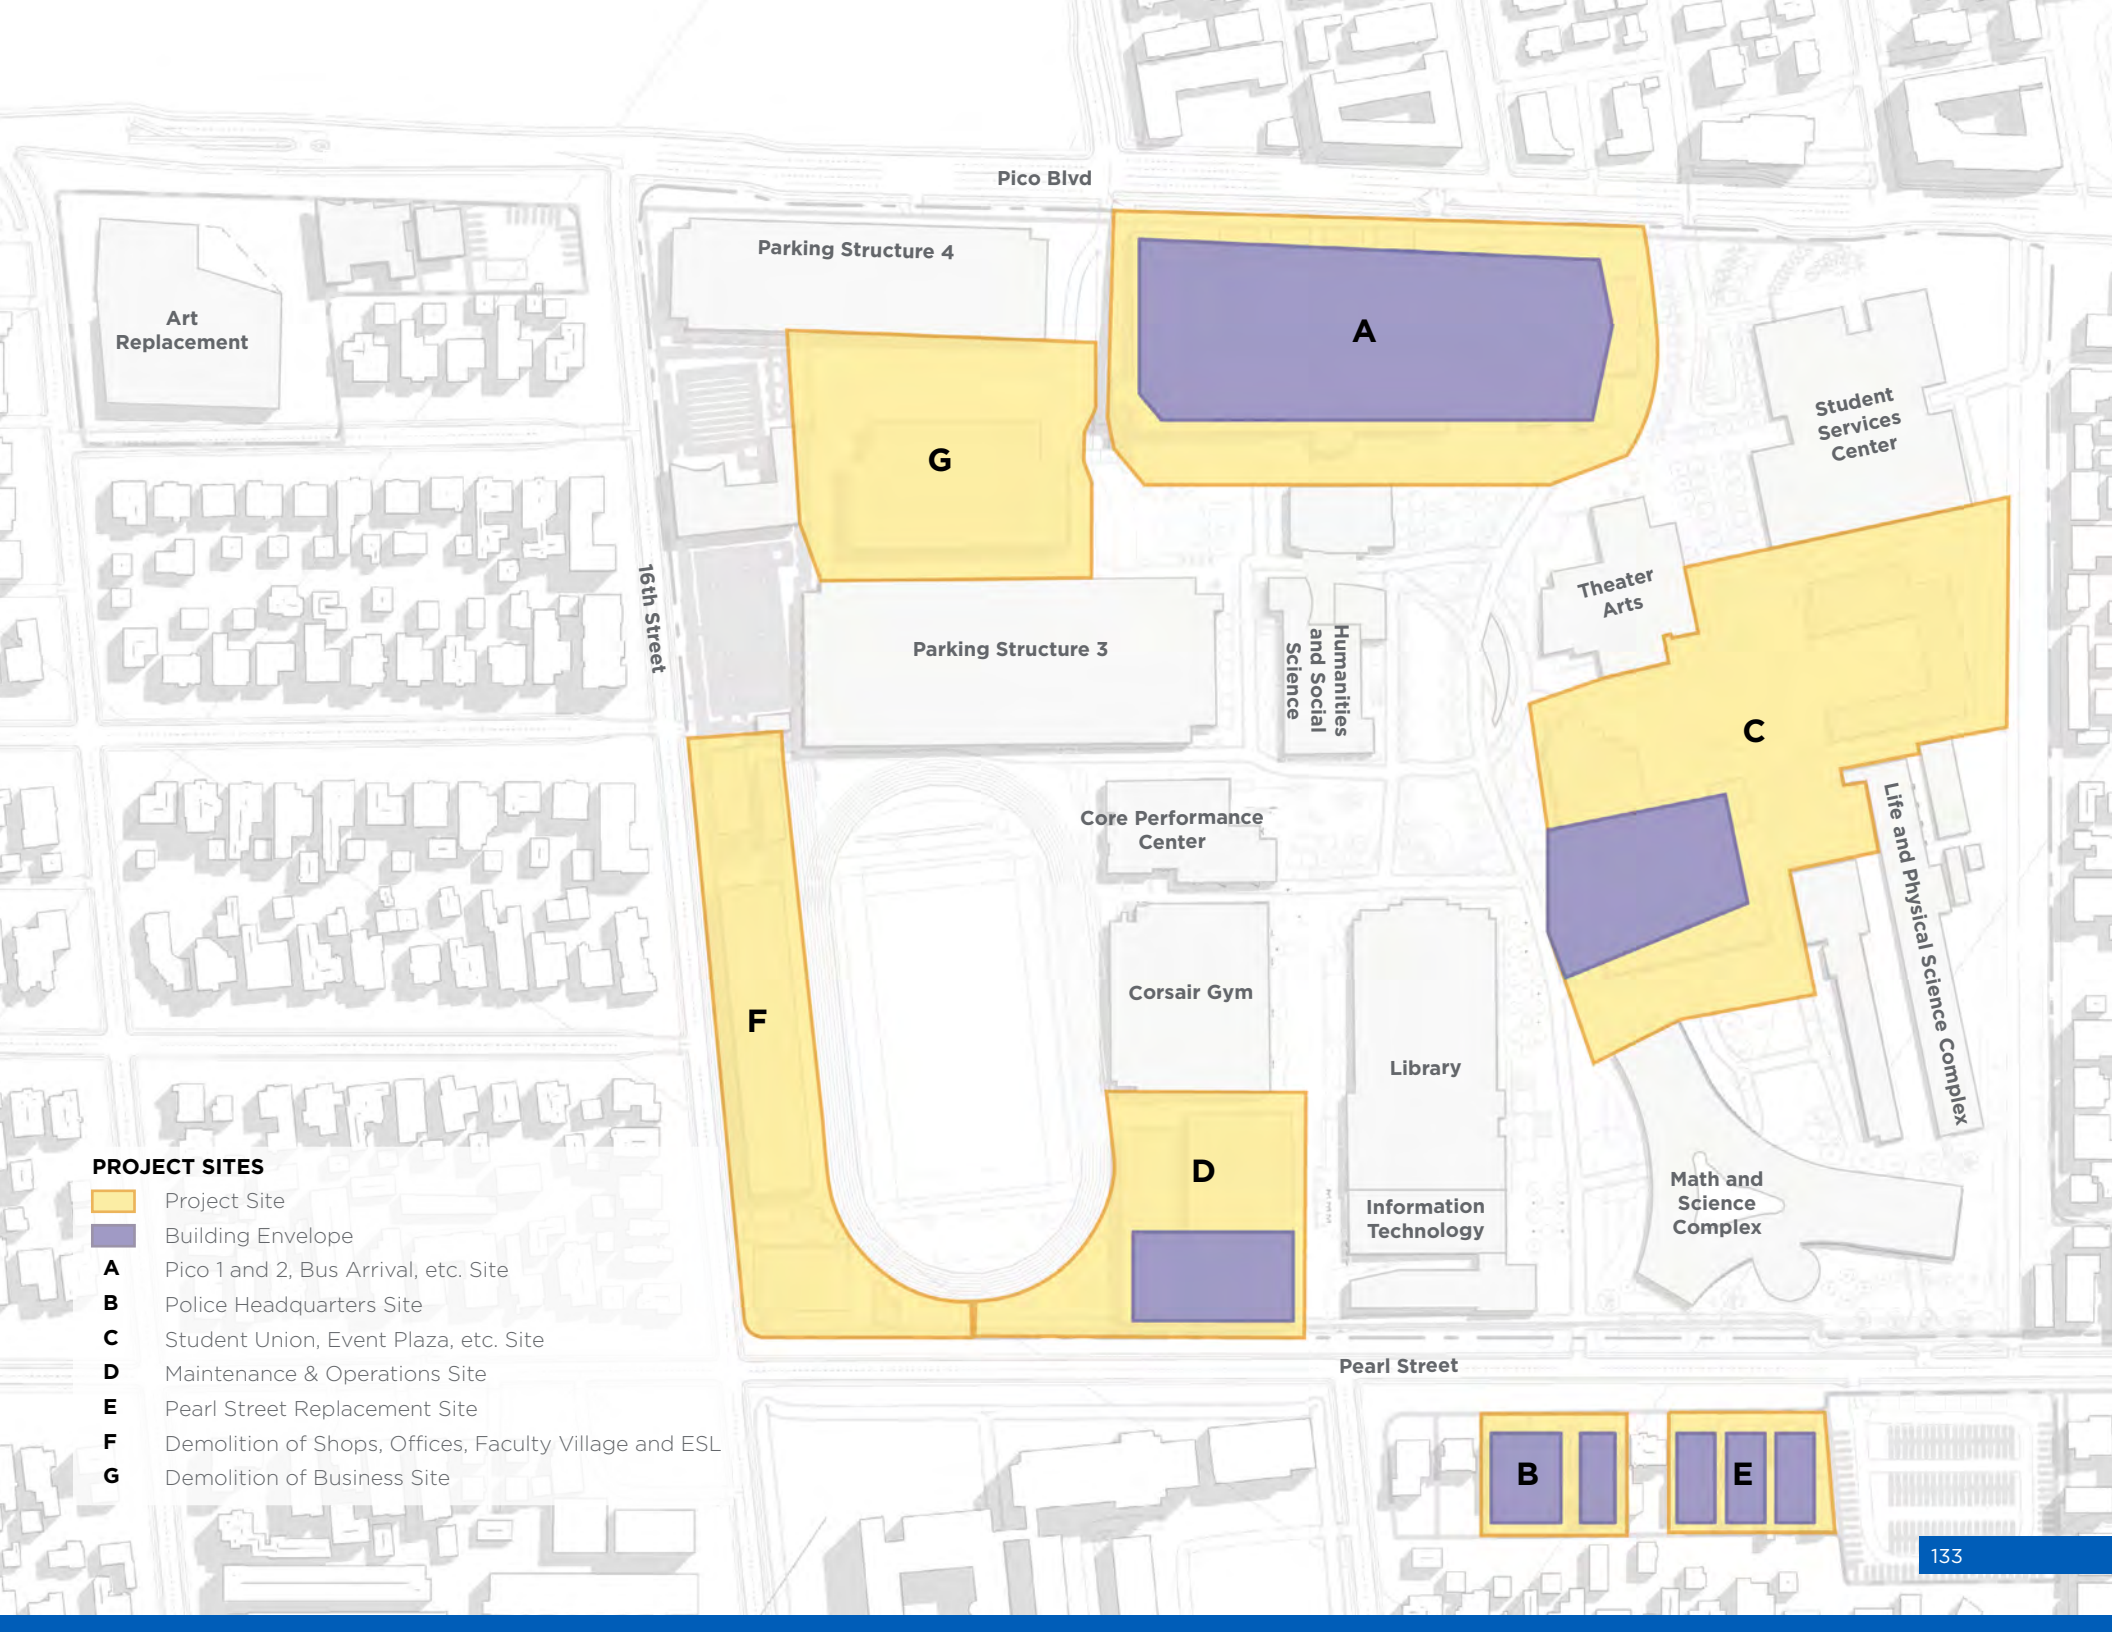 Pico Blvd
Parking Structure 4
A
Art
Replacement
Student
Services
Center
G
16th Street
Theater
Arts
Parking Structure 3
Humanities
and Social
Science
C
Core Performance
Center
Life and Physical Science Complex
Corsair Gym
F
Library
D
Math and
Science
Complex
Information
Technology
Pearl Street
B
E
PROJECT SITES
Project Site
Building Envelope
A Pico 1 and 2, Bus Arrival, etc. Site
B Police Headquarters Site
C Student Union, Event Plaza, etc. Site
D Maintenance & Operations Site
E Pearl Street Replacement Site
F Demolition of Shops, Offices, Faculty Village and ESL
G Demolition of Business Site
133